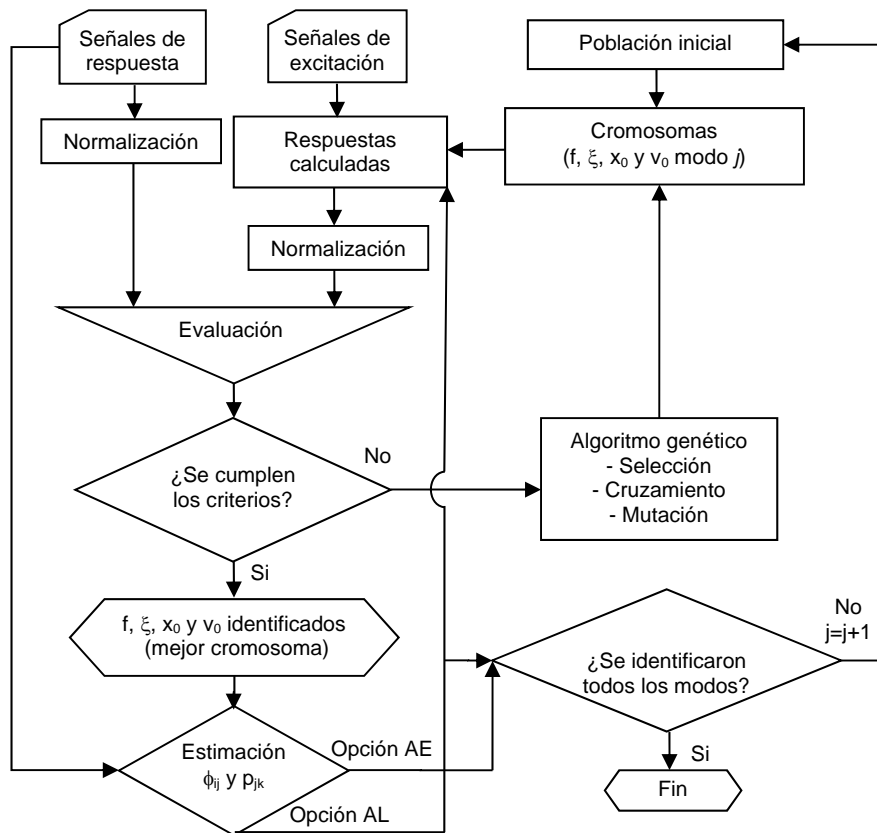 Señales de
respuesta
Señales de
excitación
Población inicial
Normalización
Respuestas
calculadas
Cromosomas
(f, ξ, x₀ y v₀ modo j)
Normalización
Evaluación
¿Se cumplen
los criterios?
No
Algoritmo genético
- Selección
- Cruzamiento
- Mutación
Si
f, ξ, x₀ y v₀ identificados
(mejor cromosoma)
¿Se identificaron
todos los modos?
No
j=j+1
Estimación
ϕij y pjk
Opción AE
Opción AL
Si
Fin